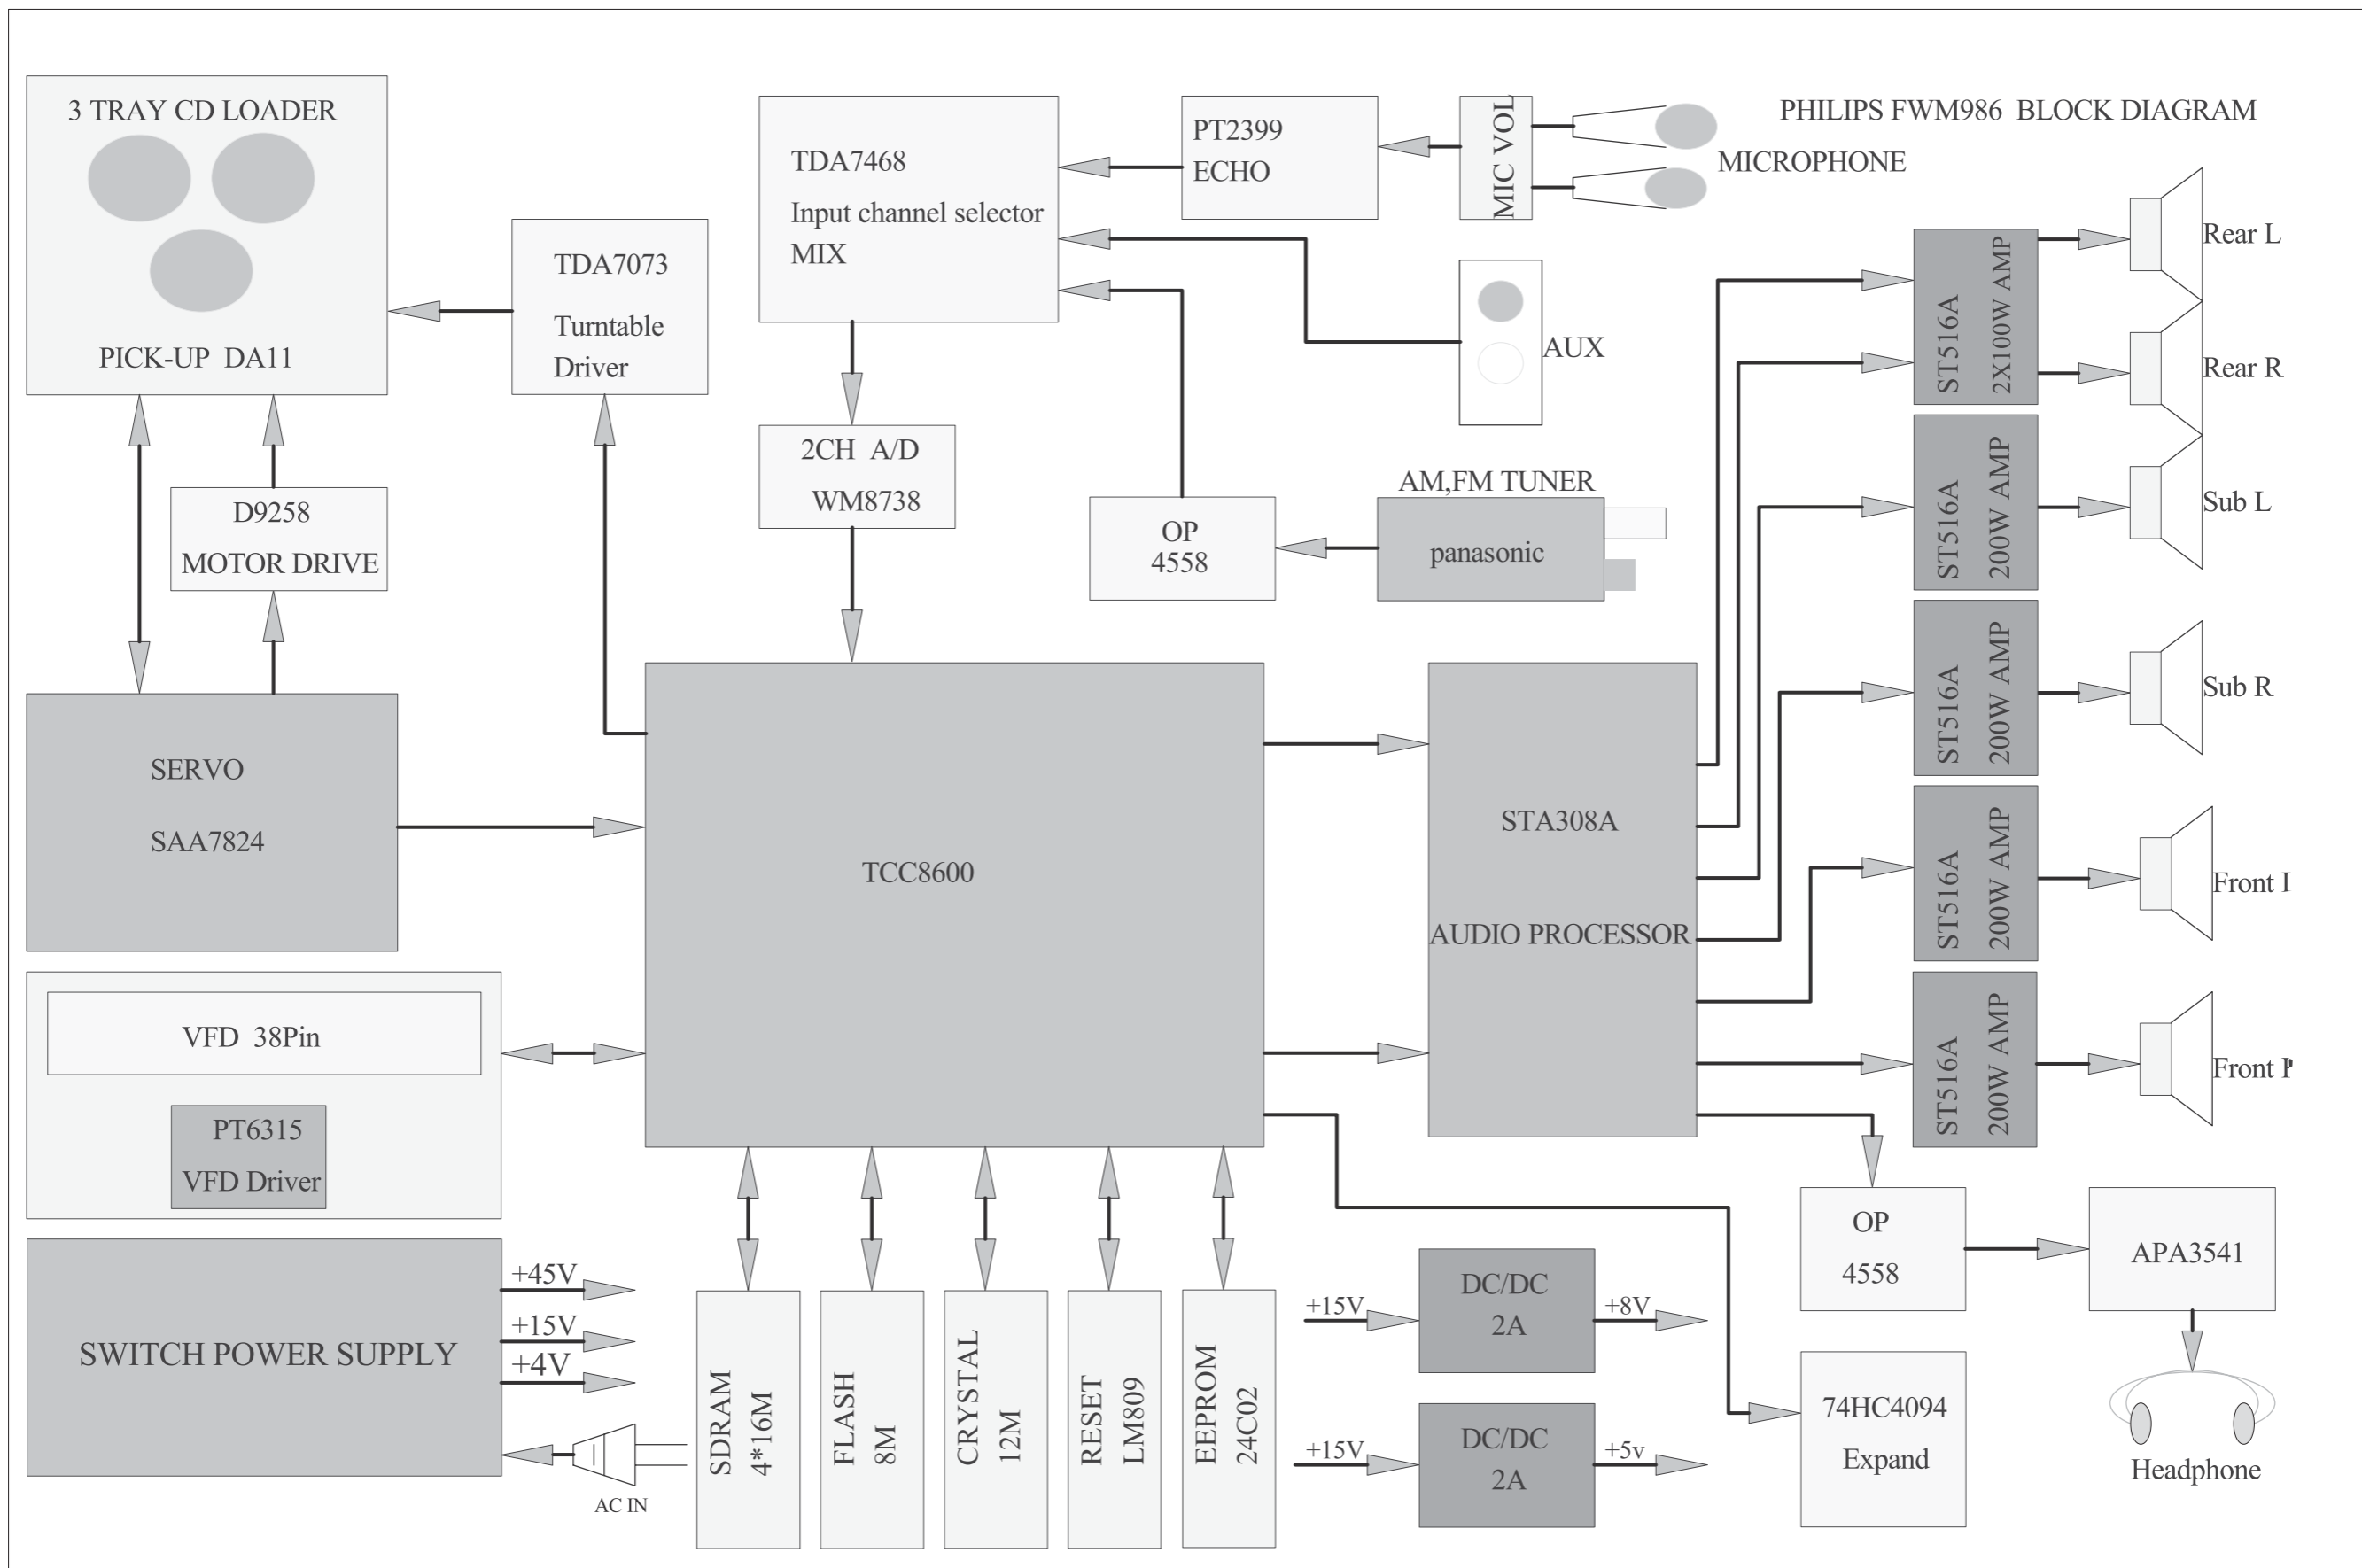 PHILIPS FWM986 BLOCK DIAGRAM
3 TRAY CD LOADER
PICK-UP DA11
TDA7073
Turntable
Driver
D9258
MOTOR DRIVE
SERVO
SAA7824
VFD 38Pin
PT6315
VFD Driver
SWITCH POWER SUPPLY
+45V
+15V
+4V
AC IN
TDA7468
Input channel selector
MIX
PT2399
ECHO
MIC VOL
MICROPHONE
AUX
2CH A/D
WM8738
OP
4558
AM,FM TUNER
panasonic
TCC8600
SDRAM
4*16M
FLASH
8M
CRYSTAL
12M
RESET
LM809
EEPROM
24C02
STA308A
AUDIO PROCESSOR
ST516A
2X100W AMP
Rear L
Rear R
ST516A
200W AMP
Sub L
ST516A
200W AMP
Sub R
ST516A
200W AMP
Front
ST516A
200W AMP
Front
OP
4558
APA3541
Headphone
+15V
DC/DC
2A
+8V
+15V
DC/DC
2A
+5v
74HC4094
Expand